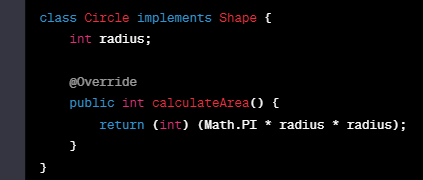 class Circle implements Shape {
    int radius;

    @Override
    public int calculateArea() {
        return (int) (Math.PI * radius * radius);
    }
}